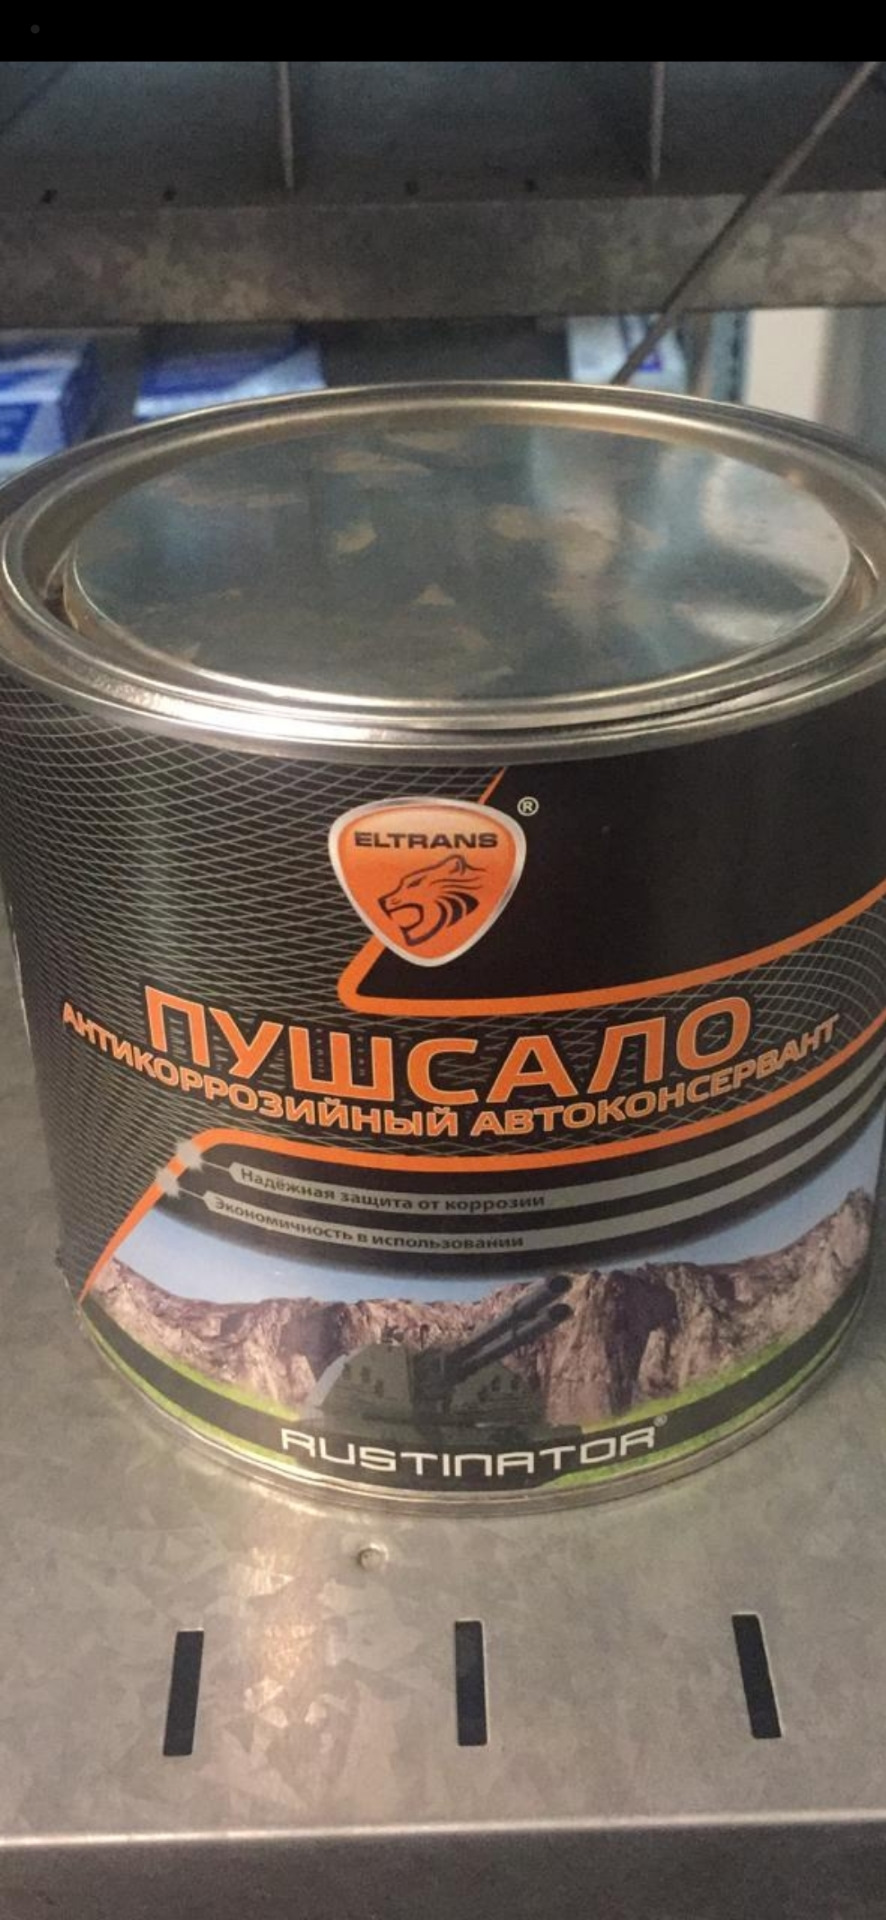 ELTRANS ®
ПУШСАЛО
АНТИКОРРОЗИЙНЫЙ АВТОКОНСЕРВАНТ
Надёжная защита от коррозии
Экономичность в использовании
RUSTINATOR®